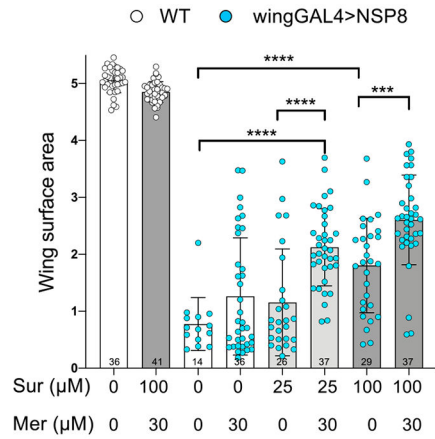 WT wingGAL4>NSP8
****
**** ***
****
5
4
3
2
1
0
Wing surface area
36 41 14 36 26 37 29 37
Sur (µM) 0 100 0 0 25 25 100 100
Mer (µM) 0 30 0 30 0 30 0 30